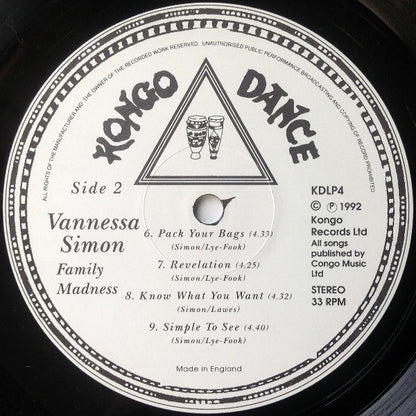 ALL RIGHTS OF THE MANUFACTURER AND THE OWNER OF THE RECORDED WORK RESERVED. UNAUTHORISED PUBLIC PERFORMANCE BROADCASTING AND COPYING OF RECORD PROHIBITED
KONGO DANCE
Side 2
Vannessa
Simon
Family
Madness
6. Pack Your Bags (4.33)
(Simon/Lye-Fook)
7. Revelation (4.25)
(Simon/Lye-Fook)
8. Know What You Want (4.32)
(Simon/Lawes)
9. Simple To See (4.40)
(Simon/Lye-Fook)
KDLP4
© ℗ 1992
Kongo
Records Ltd
All songs
published by
Congo Music
Ltd
STEREO
33 RPM
Made in England